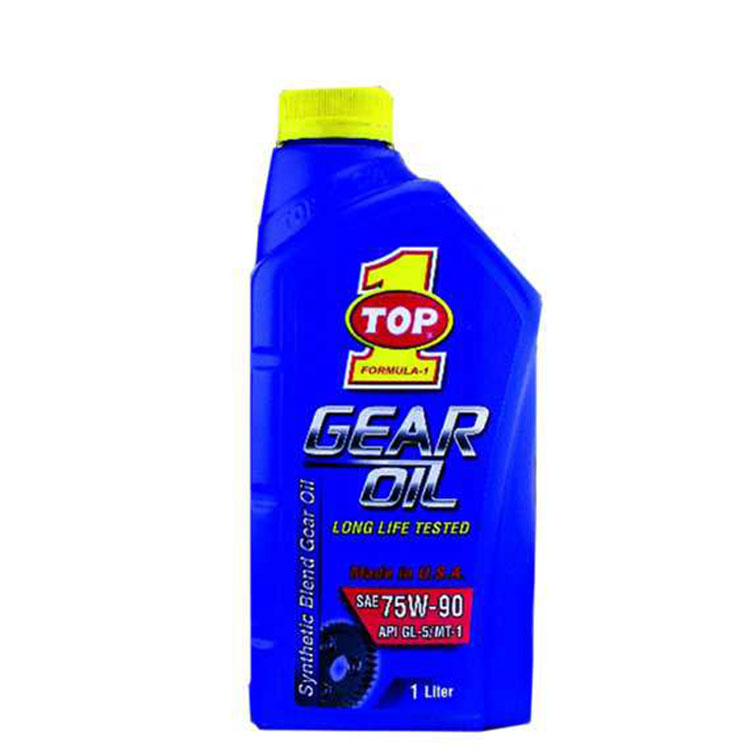 1
TOP
FORMULA-1
GEAR
OIL
LONG LIFE TESTED
Made in U.S.A.
SAE 75W-90
API GL-5/MT-1
1 Liter
Synthetic Blend Gear Oil